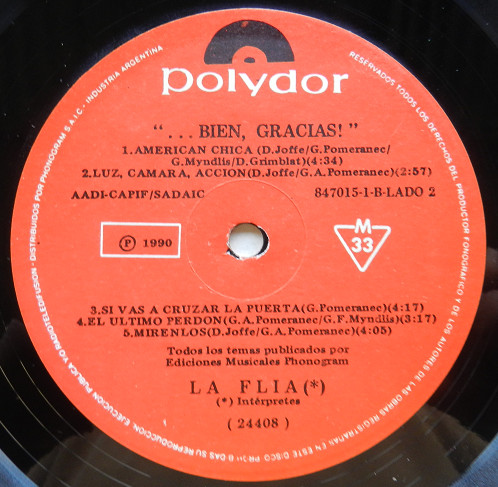 polydor
"...BIEN, GRACIAS!"
1.AMERICAN CHICA (D.Joffe/G.Pomeranec/
G.Myndlis/D.Grimblat)(4:34)
2.LUZ, CAMARA, ACCION(D.Joffe/G.A.Pomeranec)(2:57)
AADI-CAPIF/SADAIC
847015-1-B-LADO 2
Ⓟ 1990
M
33
3.SI VAS A CRUZAR LA PUERTA(G.Pomeranec)(4:17)
4.EL ULTIMO PERDON(G.A.Pomeranec/G.F.Myndlis)(3:17)
5.MIRENLOS(D.Joffe/G.A.Pomeranec)(4:05)
Todos los temas publicados por
Ediciones Musicales Phonogram
LA FLIA(*)
(*) Intérpretes
(24408)
RESERVADOS TODOS LOS DERECHOS DEL PRODUCTOR FONOGRAFICO Y DE LOS AUTORES DE LAS OBRAS REGISTRADAS EN ESTE DISCO
REPRODUCCION, EJECUCION PUBLICA Y/O RADIOTELEDIFUSION - DISTRIBUIDOS POR PHONOGRAM S.A.I.C. - INDUSTRIA ARGENTINA